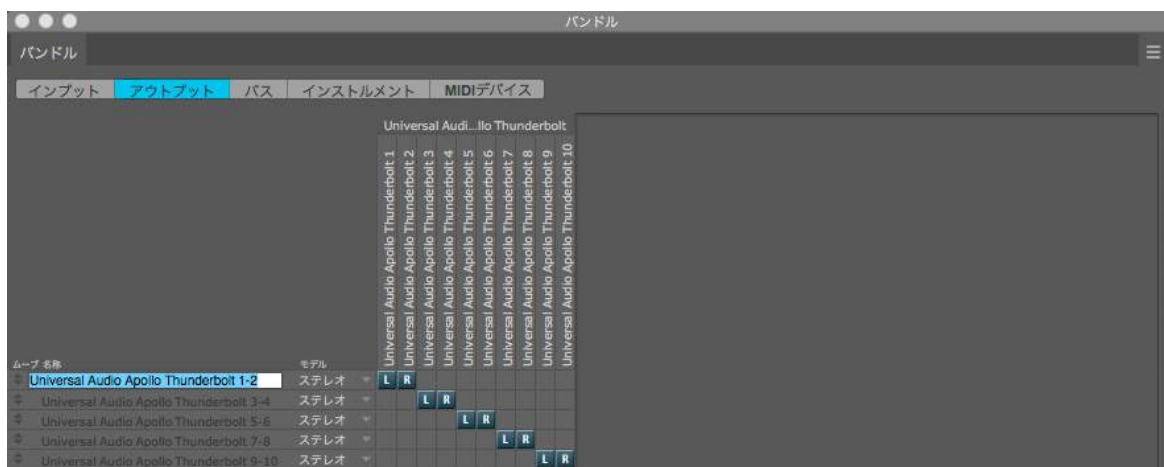 バンドル
バンドル
インプット アウトプット バス インストルメント MIDIデバイス
Universal Audi...llo Thunderbolt
Universal Audio Apollo Thunderbolt 1
Universal Audio Apollo Thunderbolt 2
Universal Audio Apollo Thunderbolt 3
Universal Audio Apollo Thunderbolt 4
Universal Audio Apollo Thunderbolt 5
Universal Audio Apollo Thunderbolt 6
Universal Audio Apollo Thunderbolt 7
Universal Audio Apollo Thunderbolt 8
Universal Audio Apollo Thunderbolt 9
Universal Audio Apollo Thunderbolt 10
ムーブ 名称 モデル
Universal Audio Apollo Thunderbolt 1-2 ステレオ L R
Universal Audio Apollo Thunderbolt 3-4 ステレオ L R
Universal Audio Apollo Thunderbolt 5-6 ステレオ L R
Universal Audio Apollo Thunderbolt 7-8 ステレオ L R
Universal Audio Apollo Thunderbolt 9-10 ステレオ L R